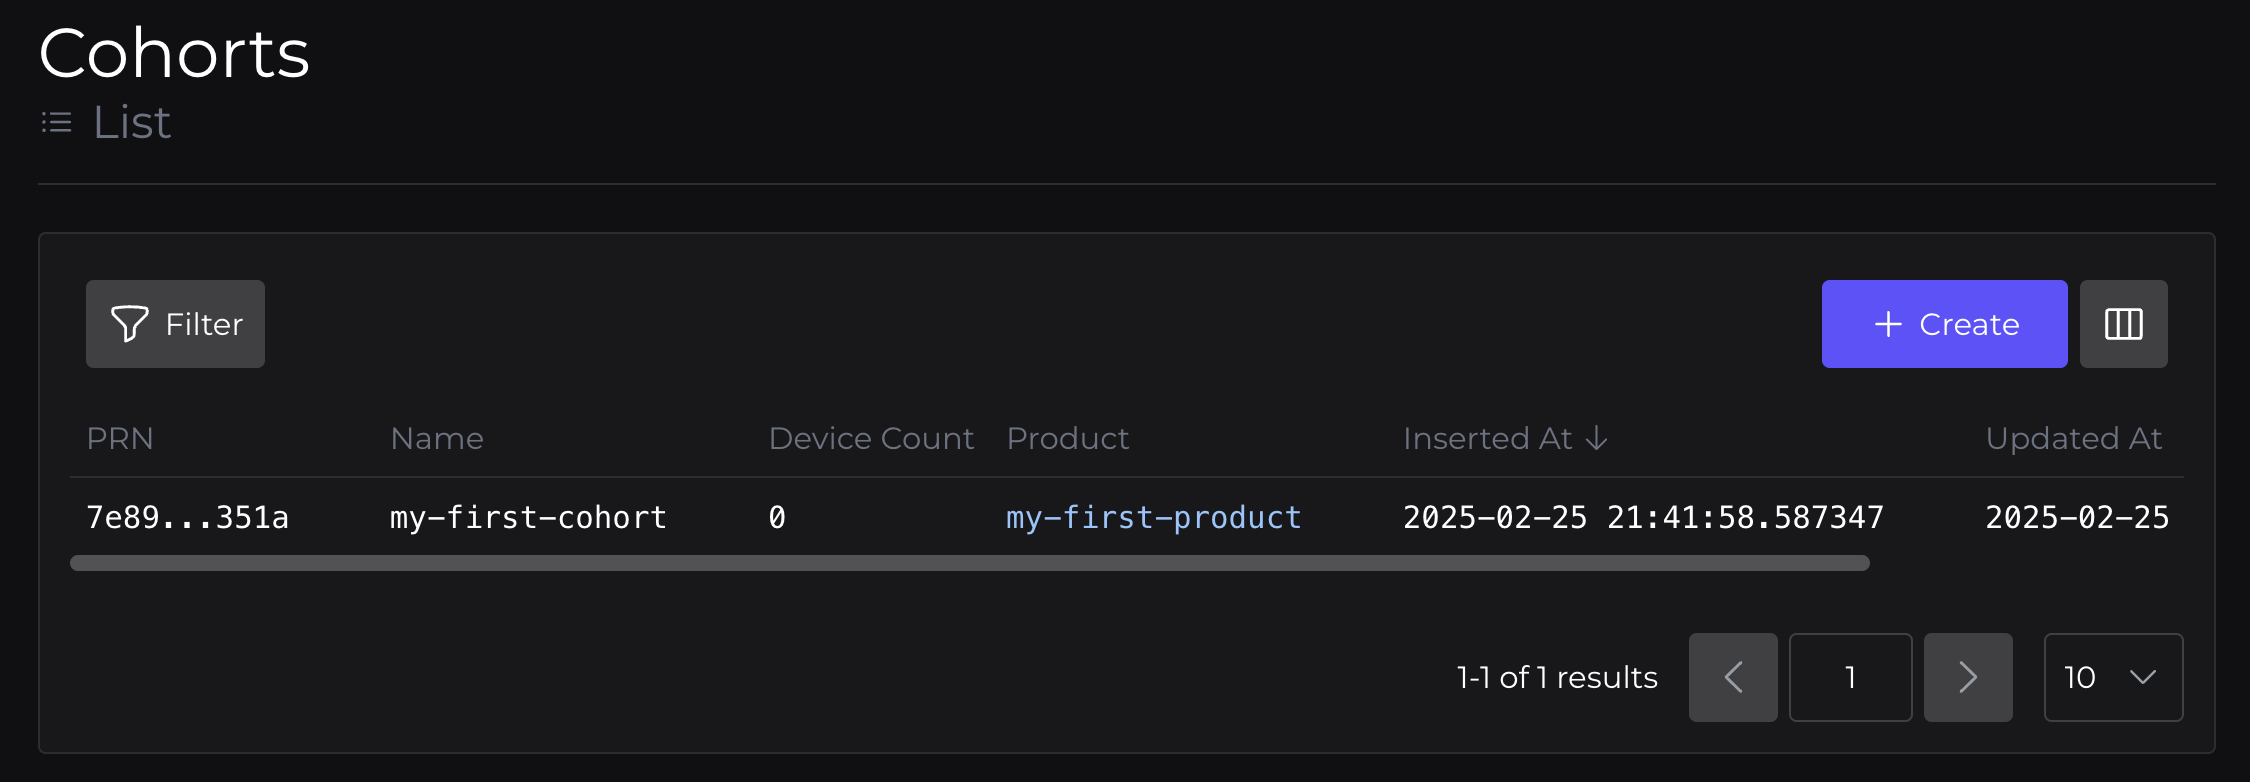 Cohorts
List
Filter
Create
PRN Name Device Count Product Inserted At Updated At
7e89...351a my-first-cohort 0 my-first-product 2025-02-25 21:41:58.587347 2025-02-25
1-1 of 1 results 1 10